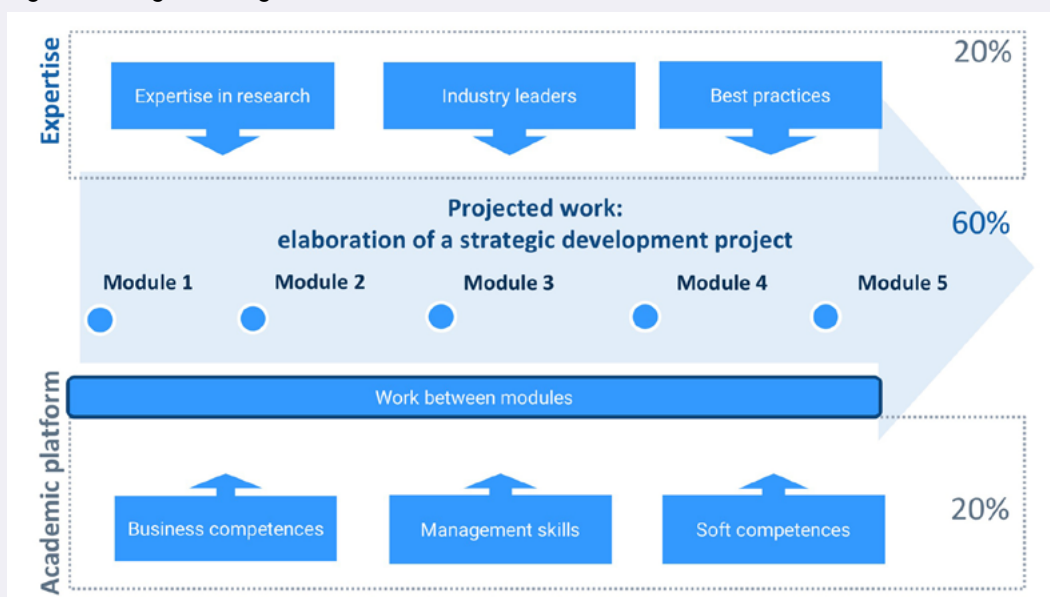 Expertise
20%
Expertise in research
Industry leaders
Best practices
Projected work:
elaboration of a strategic development project
60%
Module 1
Module 2
Module 3
Module 4
Module 5
Work between modules
Academic platform
20%
Business competences
Management skills
Soft competences